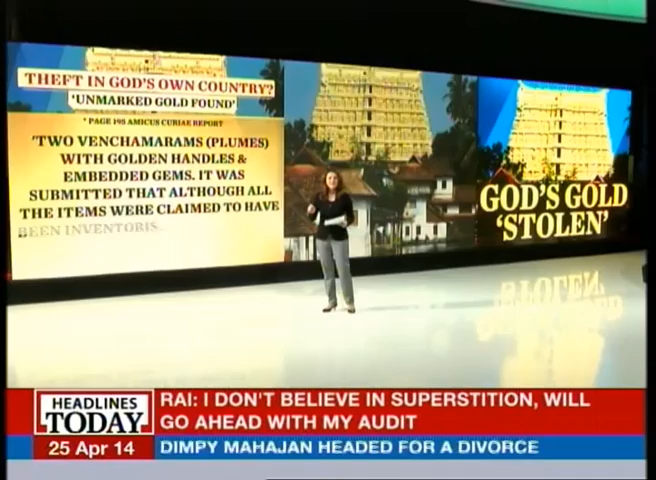 THEFT IN GOD'S OWN COUNTRY?
'UNMARKED GOLD FOUND'
* PAGE 195 AMICUS CURIAE REPORT
'TWO VENCHAMARAMS (PLUMES)
WITH GOLDEN HANDLES &
EMBEDDED GEMS. IT WAS
SUBMITTED THAT ALTHOUGH ALL
THE ITEMS WERE CLAIMED TO HAVE
BEEN INVENTORIS..
GOD'S GOLD
'STOLEN'
HEADLINES
TODAY
25 Apr 14
RAI: I DON'T BELIEVE IN SUPERSTITION, WILL
GO AHEAD WITH MY AUDIT
DIMPY MAHAJAN HEADED FOR A DIVORCE